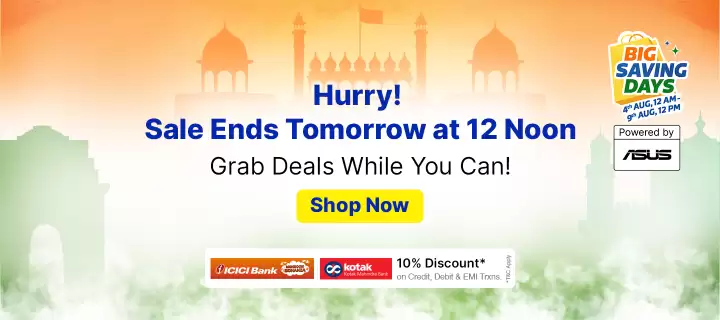 Hurry!
Sale Ends Tomorrow at 12 Noon
Grab Deals While You Can!
Shop Now
BIG
SAVING
DAYS
4th AUG, 12 AM-
9th AUG, 12 PM
Powered by
ASUS
ICICI Bank
kotak
Kotak Mahindra Bank
10% Discount*
on Credit, Debit & EMI Txns.
*T&C Apply